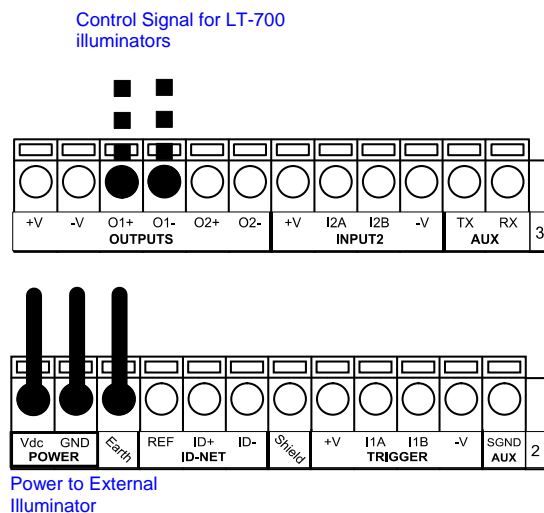 Control Signal for LT-700
illuminators
+V -V O1+ O1- O2+ O2- +V I2A I2B -V TX RX
OUTPUTS INPUT2 AUX 3
Vdc GND Earth REF ID+ ID- Shield +V I1A I1B -V SGND
POWER ID-NET TRIGGER AUX 2
Power to External
Illuminator